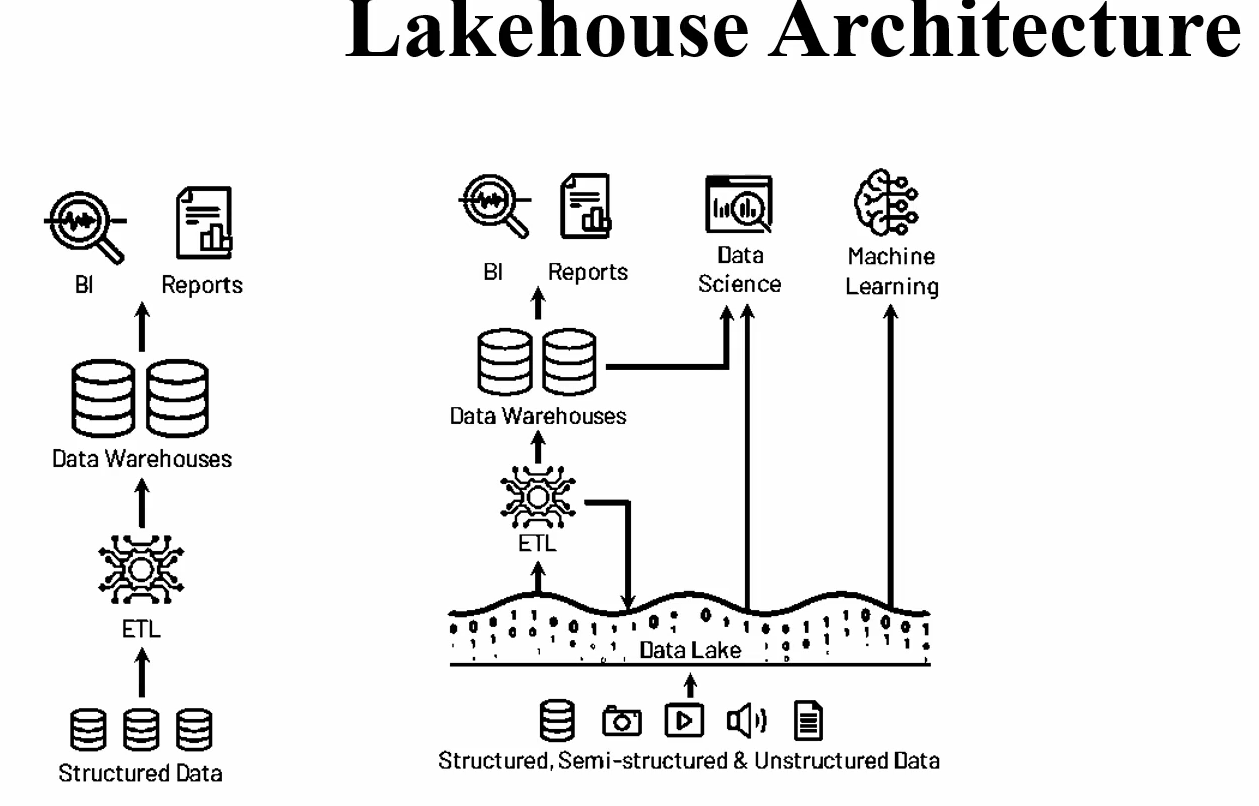 Lakehouse Architecture
BI
Reports
Data Warehouses
ETL
Structured Data
BI
Reports
Data
Science
Machine
Learning
Data Warehouses
ETL
Data Lake
Structured, Semi-structured & Unstructured Data